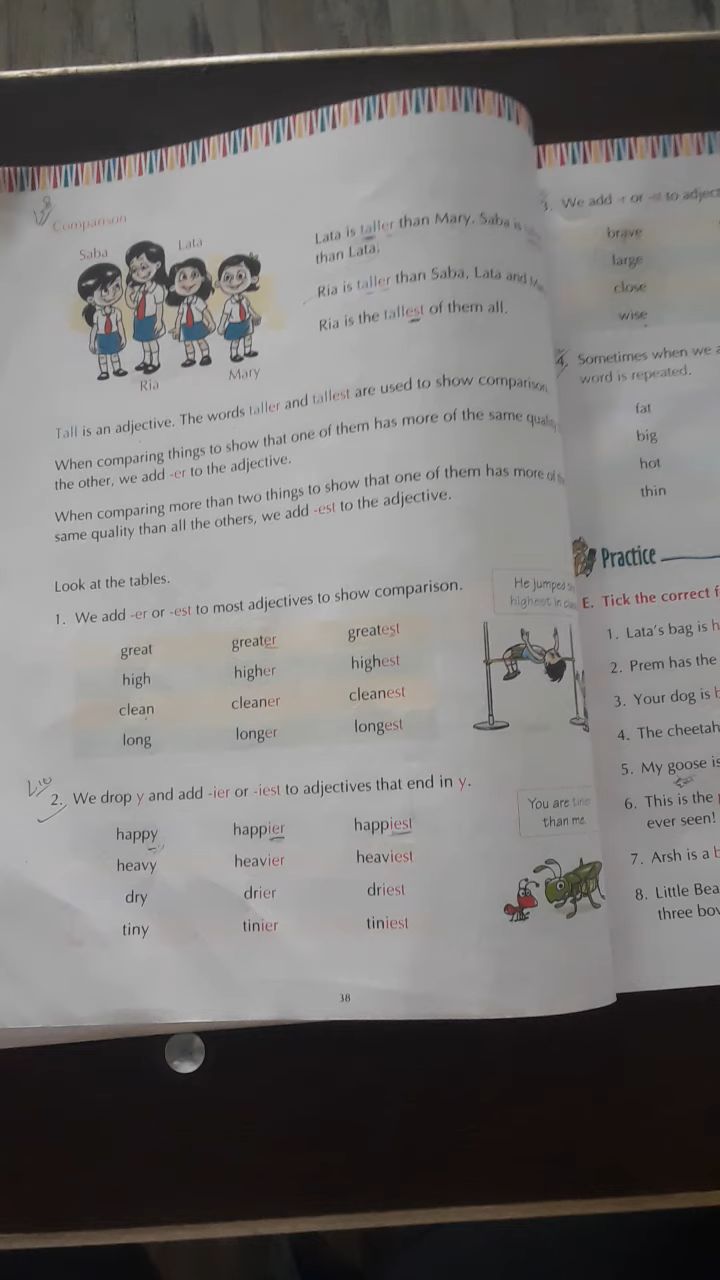 Comparison
Saba
Lata
Ria
Mary
Lata is taller than Mary. Saba is
than Lata.
Ria is taller than Saba, Lata and
Ria is the tallest of them all.
Tall is an adjective. The words taller and tallest are used to show comparison.
When comparing things to show that one of them has more of the same quality
the other, we add -er to the adjective.
When comparing more than two things to show that one of them has more of
same quality than all the others, we add -est to the adjective.
Look at the tables.
1. We add -er or -est to most adjectives to show comparison.
great greater greatest
high higher highest
clean cleaner cleanest
long longer longest
He jumped
highest in
2. We drop y and add -ier or -iest to adjectives that end in y.
happy happier happiest
heavy heavier heaviest
dry drier driest
tiny tinier tiniest
You are
than me
38
3. We add -r or -st to
brave
large
close
wise
4. Sometimes when we
word is repeated.
fat
big
hot
thin
Practice
E. Tick the correct
1. Lata's bag is
2. Prem has the
3. Your dog is
4. The cheetah
5. My goose is
6. This is the
ever seen!
7. Arsh is a
8. Little
three